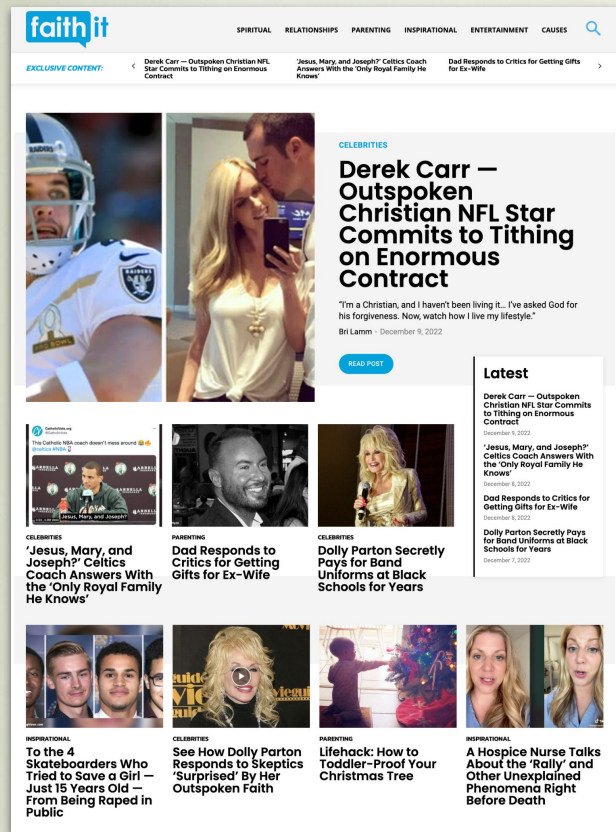 faith it
SPIRITUAL RELATIONSHIPS PARENTING INSPIRATIONAL ENTERTAINMENT CAUSES
EXCLUSIVE CONTENT:
Derek Carr — Outspoken Christian NFL
Star Commits to Tithing on Enormous
Contract
'Jesus, Mary, and Joseph?' Celtics Coach
Answers With the 'Only Royal Family He
Knows'
Dad Responds to Critics for Getting Gifts
for Ex-Wife
RAIDERS
RAIDERS
PRO BOWL
CELEBRITIES
Derek Carr —
Outspoken
Christian NFL Star
Commits to Tithing
on Enormous
Contract
"I'm a Christian, and I haven't been living it... I've asked God for
his forgiveness. Now, watch how I live my lifestyle."
Bri Lamm - December 9, 2022
READ POST
Latest
Derek Carr — Outspoken
Christian NFL Star Commits
to Tithing on Enormous
Contract
December 9, 2022
'Jesus, Mary, and Joseph?'
Celtics Coach Answers With
the 'Only Royal Family He
Knows'
December 8, 2022
Dad Responds to Critics for
Getting Gifts for Ex-Wife
December 8, 2022
Dolly Parton Secretly Pays
for Band Uniforms at Black
Schools for Years
December 7, 2022
CatholicVote.org
This Catholic NBA coach doesn't mess around
@celtics #NBA
Jesus, Mary, and Joseph?
CELEBRITIES
'Jesus, Mary, and
Joseph?' Celtics
Coach Answers With
the 'Only Royal Family
He Knows'
PARENTING
Dad Responds to
Critics for Getting
Gifts for Ex-Wife
CELEBRITIES
Dolly Parton Secretly
Pays for Band
Uniforms at Black
Schools for Years
INSPIRATIONAL
To the 4
Skateboarders Who
Tried to Save a Girl —
Just 15 Years Old —
From Being Raped in
Public
CELEBRITIES
See How Dolly Parton
Responds to Skeptics
'Surprised' By Her
Outspoken Faith
PARENTING
Lifehack: How to
Toddler-Proof Your
Christmas Tree
INSPIRATIONAL
A Hospice Nurse Talks
About the 'Rally' and
Other Unexplained
Phenomena Right
Before Death